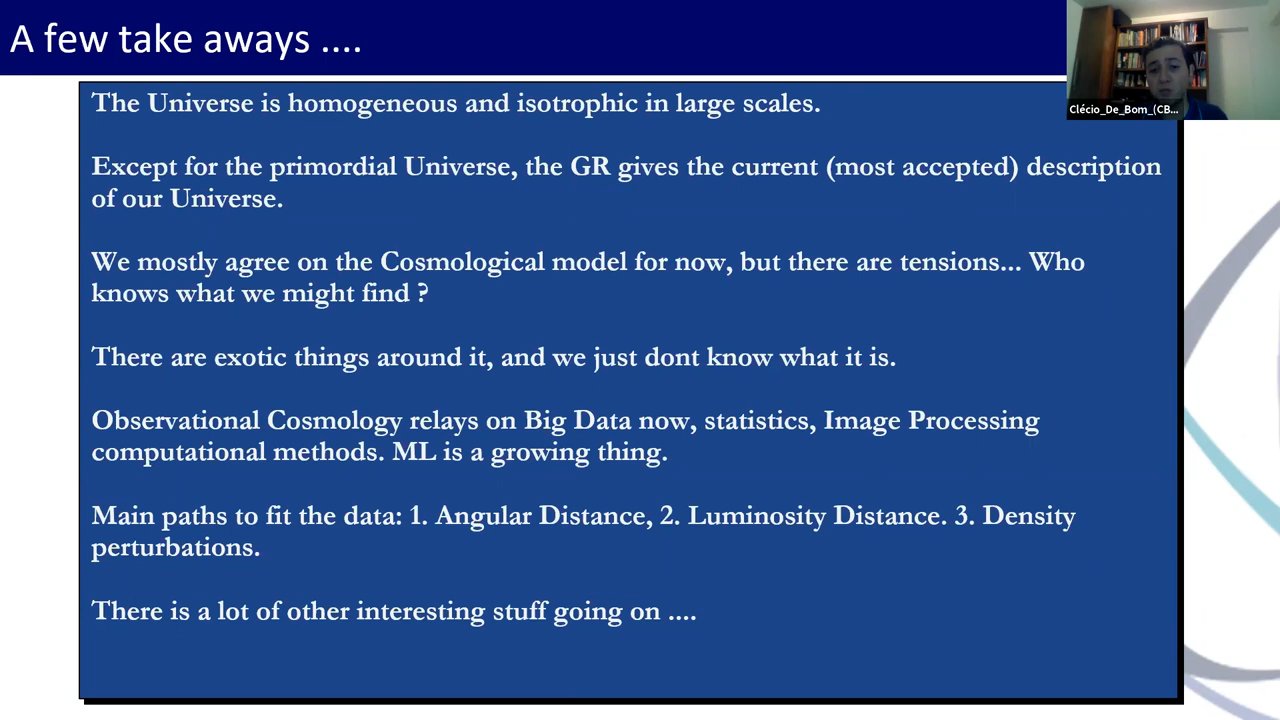 A few take aways ....
Clécio_De_Bom_(CB...
The Universe is homogeneous and isotrophic in large scales.
Except for the primordial Universe, the GR gives the current (most accepted) description
of our Universe.
We mostly agree on the Cosmological model for now, but there are tensions... Who
knows what we might find ?
There are exotic things around it, and we just dont know what it is.
Observational Cosmology relays on Big Data now, statistics, Image Processing
computational methods. ML is a growing thing.
Main paths to fit the data: 1. Angular Distance, 2. Luminosity Distance. 3. Density
perturbations.
There is a lot of other interesting stuff going on ....